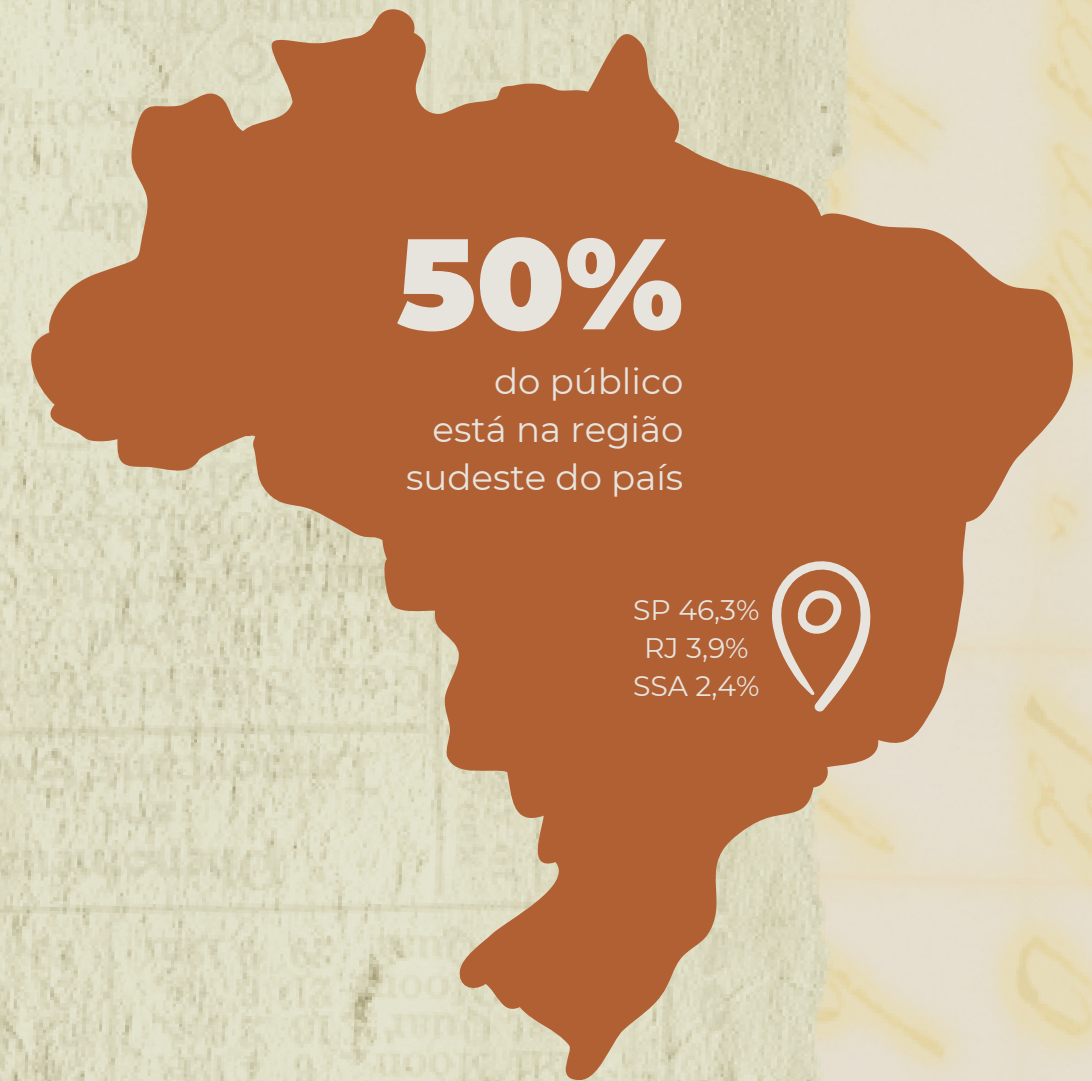 50%
do público
está na região
sudeste do país
SP 46,3%
RJ 3,9%
SSA 2,4%